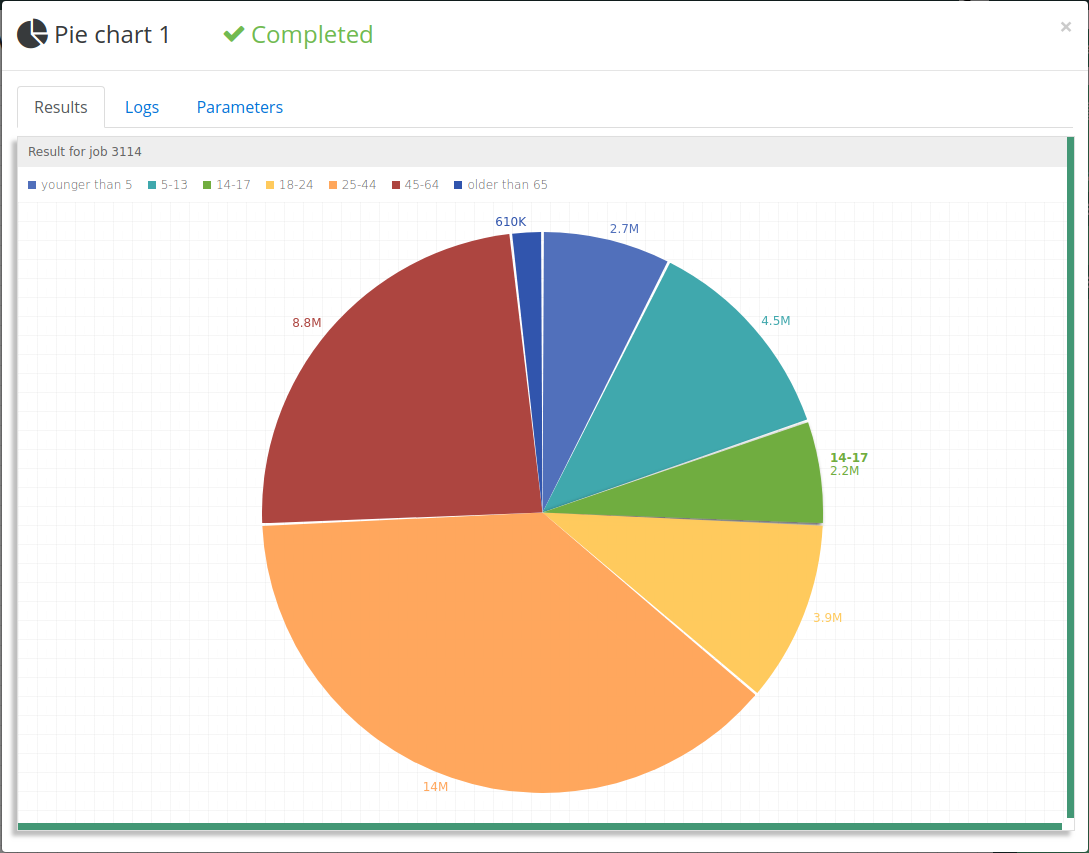 Pie chart 1 Completed ×
Results Logs Parameters
Result for job 3114
younger than 5 5-13 14-17 18-24 25-44 45-64 older than 65
610K
2.7M
8.8M
4.5M
14-17
2.2M
3.9M
14M